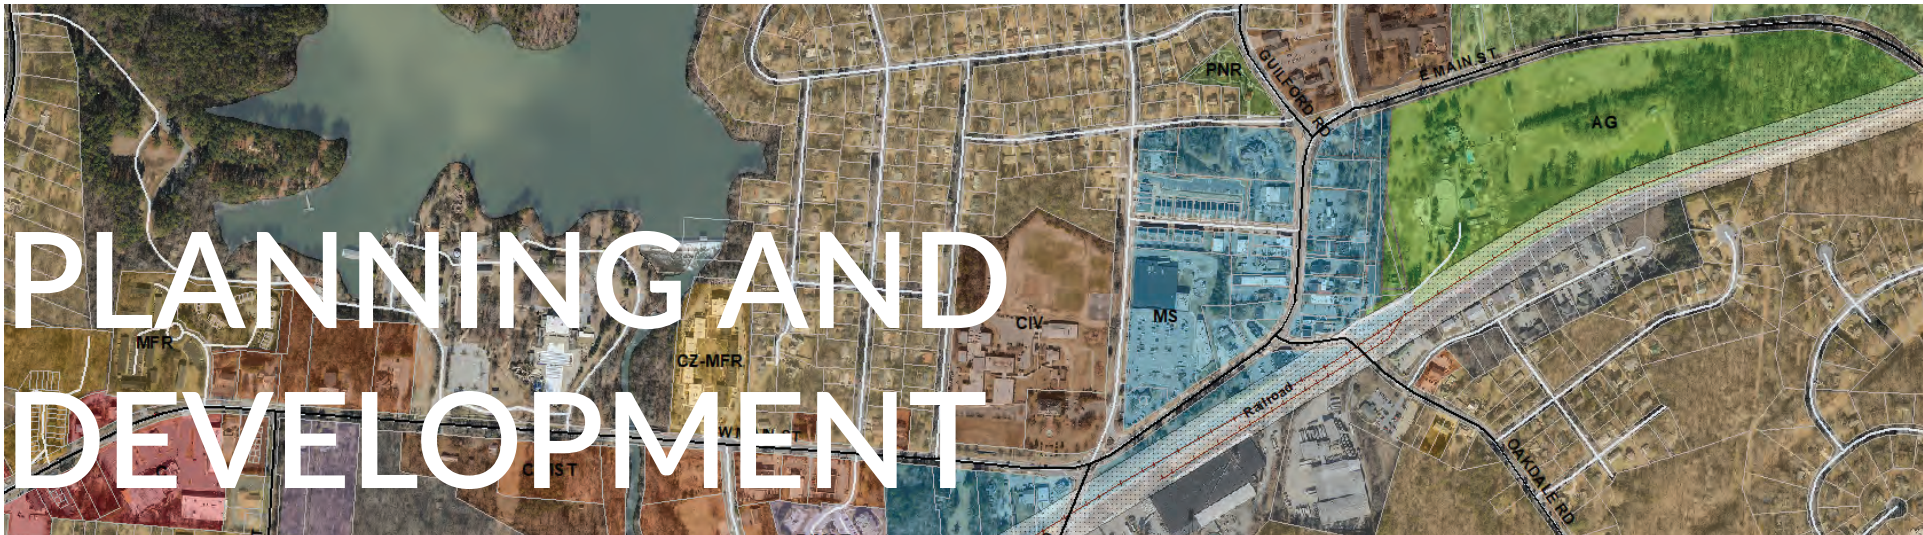 PNR
GUILFORD RD
E MAIN ST
AG
PLANNING AND
MFR
CZ-MFR
CIV
MS
Railroad
DEVELOPMENT
C
OAKDALE RD